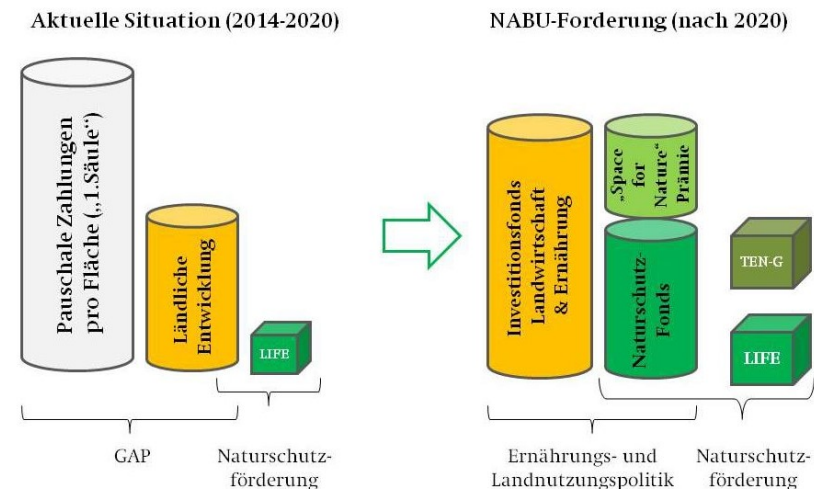 Aktuelle Situation (2014-2020)
Pauschale Zahlungen
pro Fläche („1.Säule“)
Ländliche
Entwicklung
LIFE
GAP
Naturschutz-
förderung
NABU-Forderung (nach 2020)
Investitionsfonds
Landwirtschaft
& Ernährung
„Space
for
Nature“
Prämie
Naturschutz-
Fonds
TEN-G
LIFE
Ernährungs- und
Landnutzungspolitik
Naturschutz-
förderung